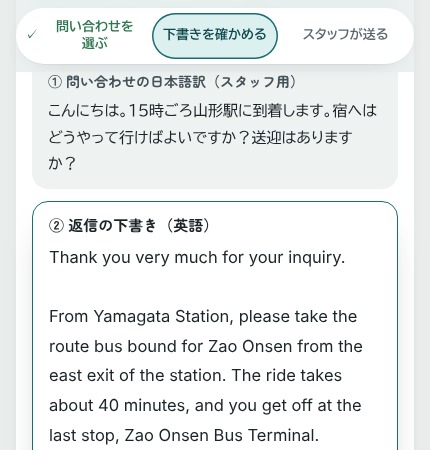 ✓ 問い合わせを
選ぶ
下書きを確かめる
スタッフが送る
① 問い合わせの日本語訳（スタッフ用）
こんにちは。15時ごろ山形駅に到着します。宿へは
どうやって行けばよいですか？送迎はあります
か？
② 返信の下書き（英語）
Thank you very much for your inquiry.
From Yamagata Station, please take the
route bus bound for Zao Onsen from the
east exit of the station. The ride takes
about 40 minutes, and you get off at the
last stop, Zao Onsen Bus Terminal.